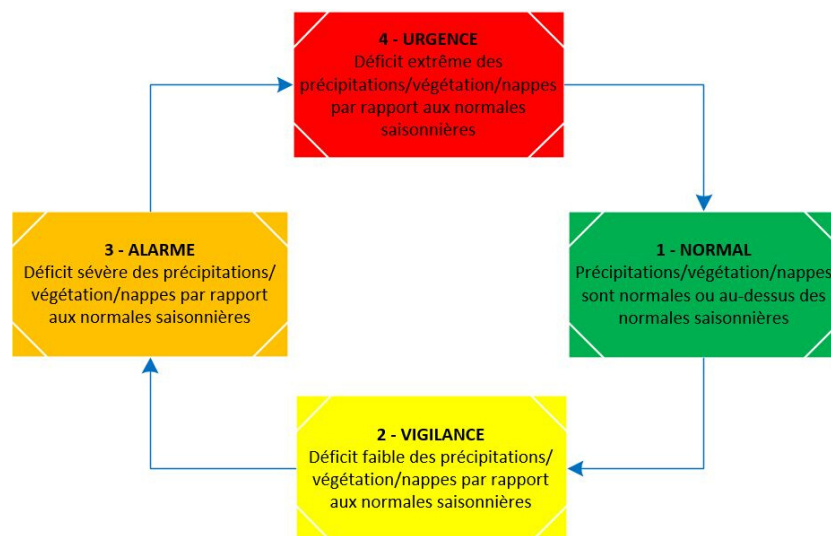 4 - URGENCE
Déficit extrême des
précipitations/végétation/nappes
par rapport aux normales
saisonnières
3 - ALARME
Déficit sévère des précipitations/
végétation/nappes par rapport
aux normales saisonnières
1 - NORMAL
Précipitations/végétation/nappes
sont normales ou au-dessus des
normales saisonnières
2 - VIGILANCE
Déficit faible des précipitations/
végétation/nappes par rapport
aux normales saisonnières